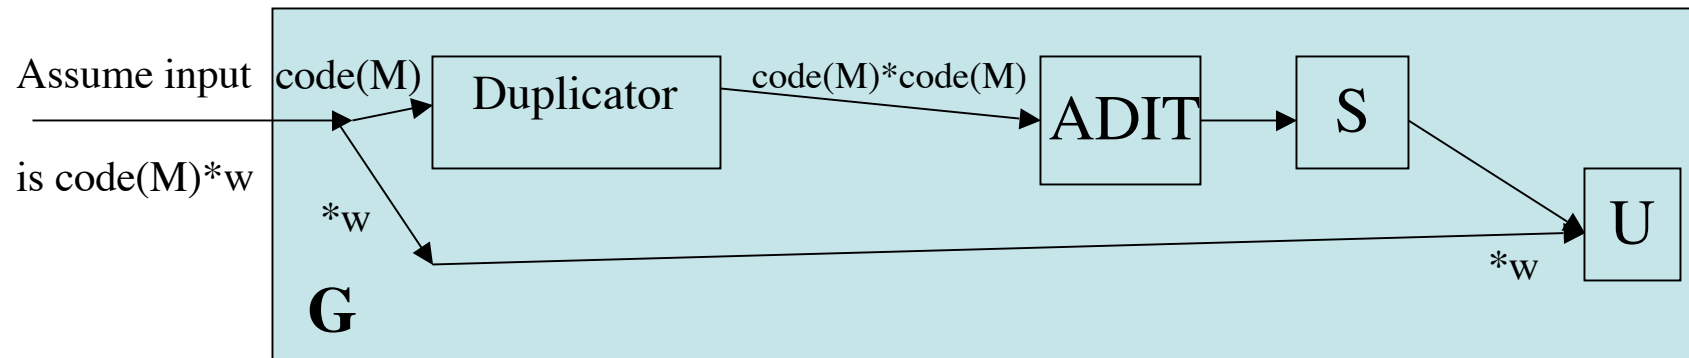 Assume input
is code(M)*w
code(M)
Duplicator
code(M)*code(M)
ADIT
S
*w
U
*w
G